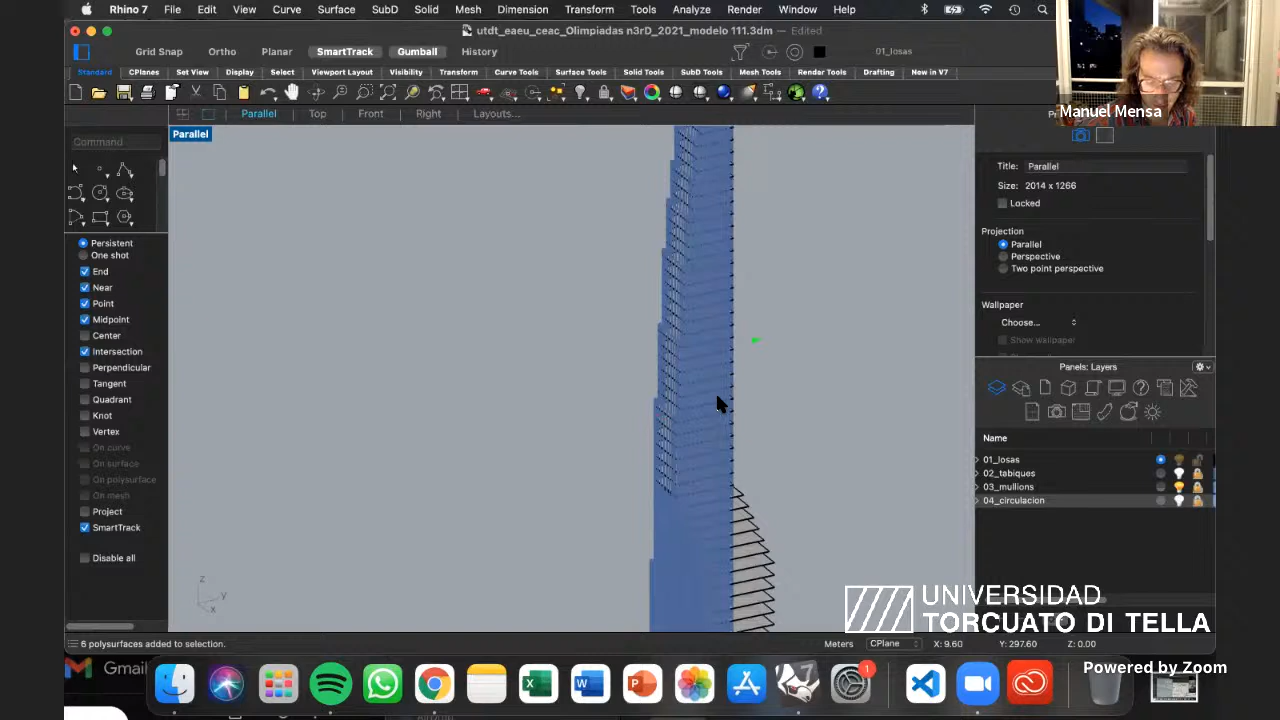 Rhino 7 File Edit View Curve Surface SubD Solid Mesh Dimension Transform Tools Analyze Render Window Help
utdt_eaeu_ceac_Olimpiadas n3rD_2021_modelo 111.3dm — Edited
Grid Snap Ortho Planar SmartTrack Gumball History 01_losas
Standard CPlanes Set View Display Select Viewport Layout Visibility Transform Curve Tools Surface Tools Solid Tools SubD Tools Mesh Tools Render Tools Drafting New in V7
Manuel Mensa
Parallel Top Front Right Layouts...
Parallel
Command
Title: Parallel
Size: 2014 x 1266
Locked
Persistent
One shot
End
Near
Point
Midpoint
Center
Intersection
Perpendicular
Tangent
Quadrant
Knot
Vertex
On curve
On surface
On polysurface
On mesh
Project
SmartTrack
Disable all
Projection
Parallel
Perspective
Two point perspective
Wallpaper
Choose...
Show wallpaper
Panels: Layers
Name
01_losas
02_tabiques
03_mullions
04_circulacion
z
y
x
UNIVERSIDAD
TORCUATO DI TELLA
6 polysurfaces added to selection.
Meters CPlane X: 9.60 Y: 297.60 Z: 0.00
Gmail
1
Powered by Zoom